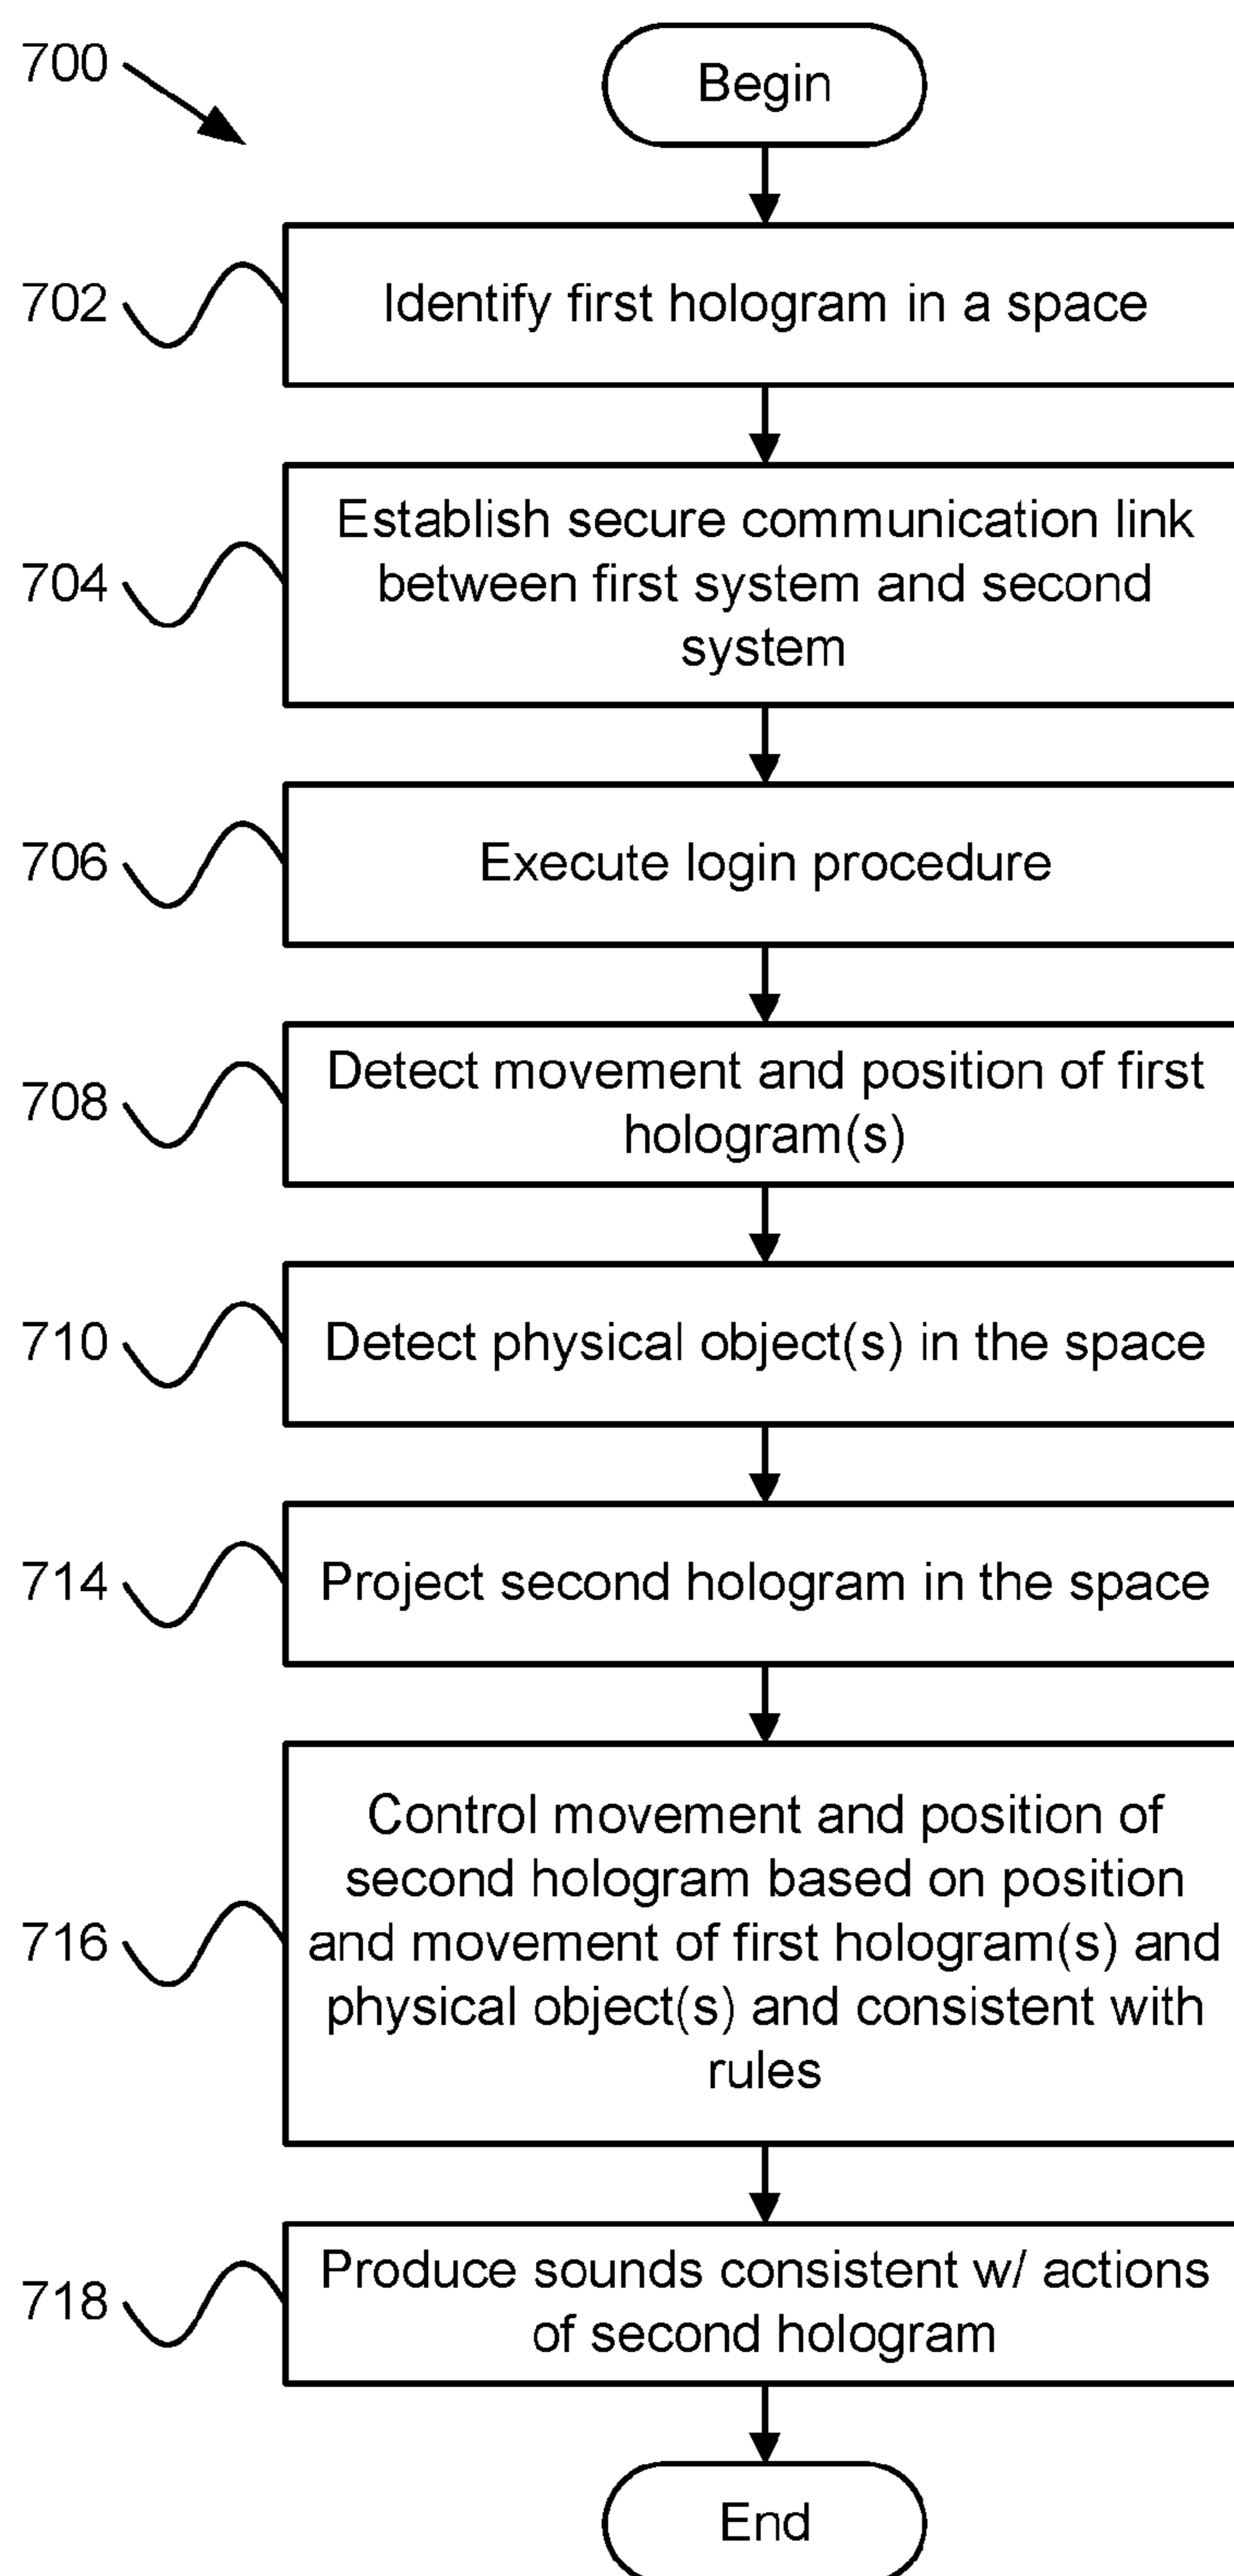 700
Begin
702
Identify first hologram in a space
704
Establish secure communication link
between first system and second
system
706
Execute login procedure
708
Detect movement and position of first
hologram(s)
710
Detect physical object(s) in the space
714
Project second hologram in the space
716
Control movement and position of
second hologram based on position
and movement of first hologram(s) and
physical object(s) and consistent with
rules
718
Produce sounds consistent w/ actions
of second hologram
End